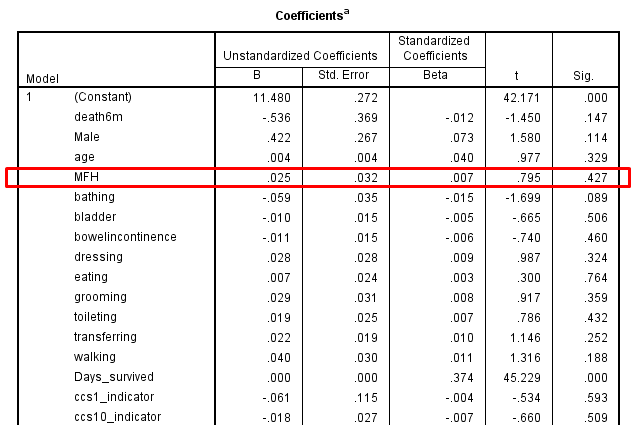 Coefficientsa
Unstandardized Coefficients Standardized Coefficients
Model B Std. Error Beta t Sig.
1 (Constant) 11.480 .272 42.171 .000
death6m -.536 .369 -.012 -1.450 .147
Male .422 .267 .073 1.580 .114
age .004 .004 .040 .977 .329
MFH .025 .032 .007 .795 .427
bathing -.059 .035 -.015 -1.699 .089
bladder -.010 .015 -.005 -.665 .506
bowelincontinence -.011 .015 -.006 -.740 .460
dressing .028 .028 .009 .987 .324
eating .007 .024 .003 .300 .764
grooming .029 .031 .008 .917 .359
toileting .019 .025 .007 .786 .432
transferring .022 .019 .010 1.146 .252
walking .040 .030 .011 1.316 .188
Days_survived .000 .000 .374 45.229 .000
ccs1_indicator -.061 .115 -.004 -.534 .593
ccs10_indicator -.018 .027 -.007 -.660 .509